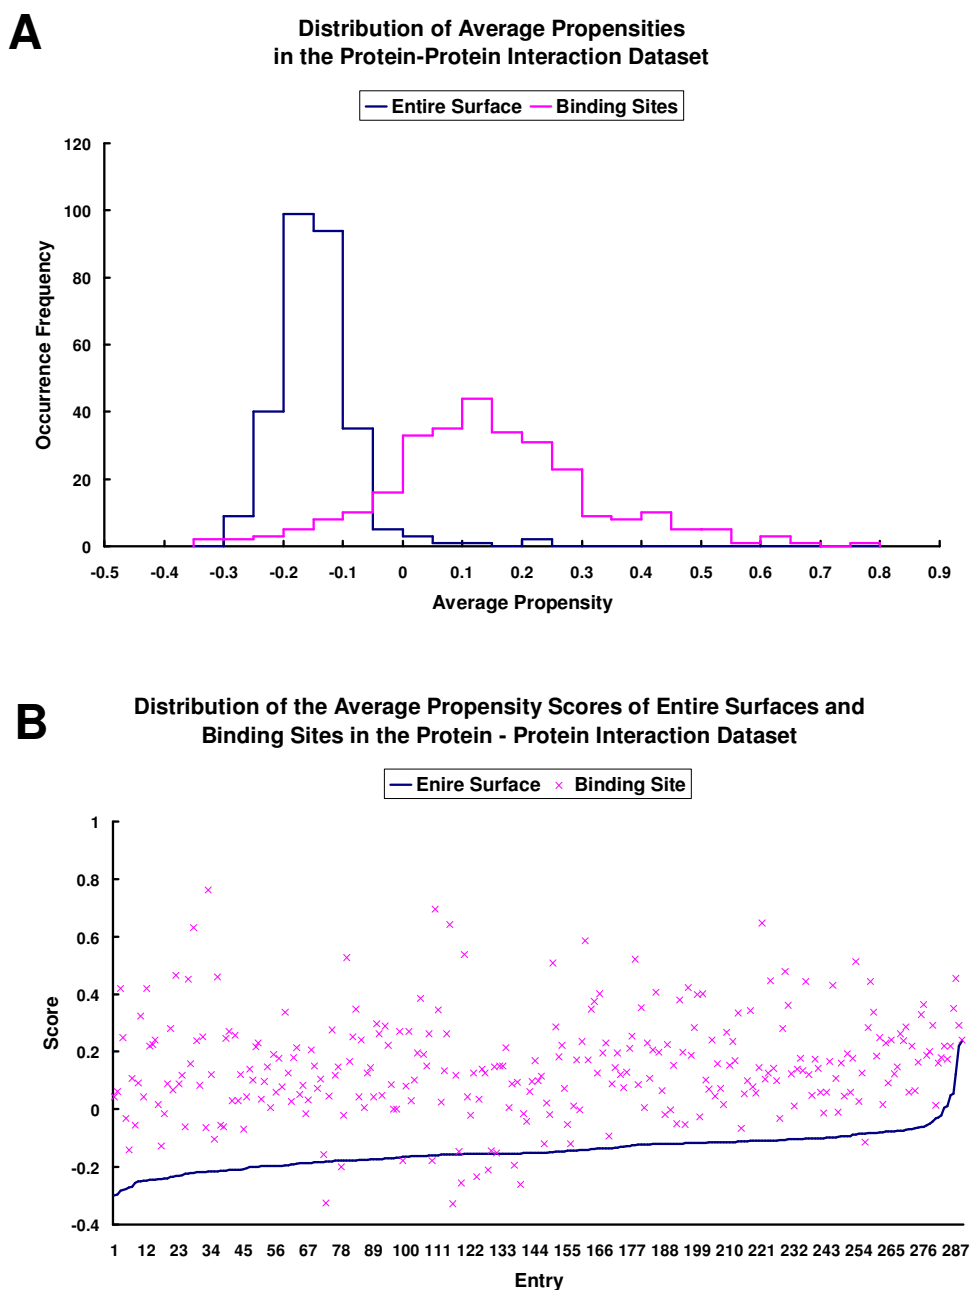 A
Distribution of Average Propensities
in the Protein-Protein Interaction Dataset
Entire Surface Binding Sites
120
100
80
60
40
20
0
Occurrence Frequency
-0.5 -0.4 -0.3 -0.2 -0.1 0 0.1 0.2 0.3 0.4 0.5 0.6 0.7 0.8 0.9
Average Propensity
B
Distribution of the Average Propensity Scores of Entire Surfaces and
Binding Sites in the Protein - Protein Interaction Dataset
Enire Surface Binding Site
1
0.8
0.6
0.4
0.2
0
-0.2
-0.4
Score
1 12 23 34 45 56 67 78 89 100 111 122 133 144 155 166 177 188 199 210 221 232 243 254 265 276 287
Entry